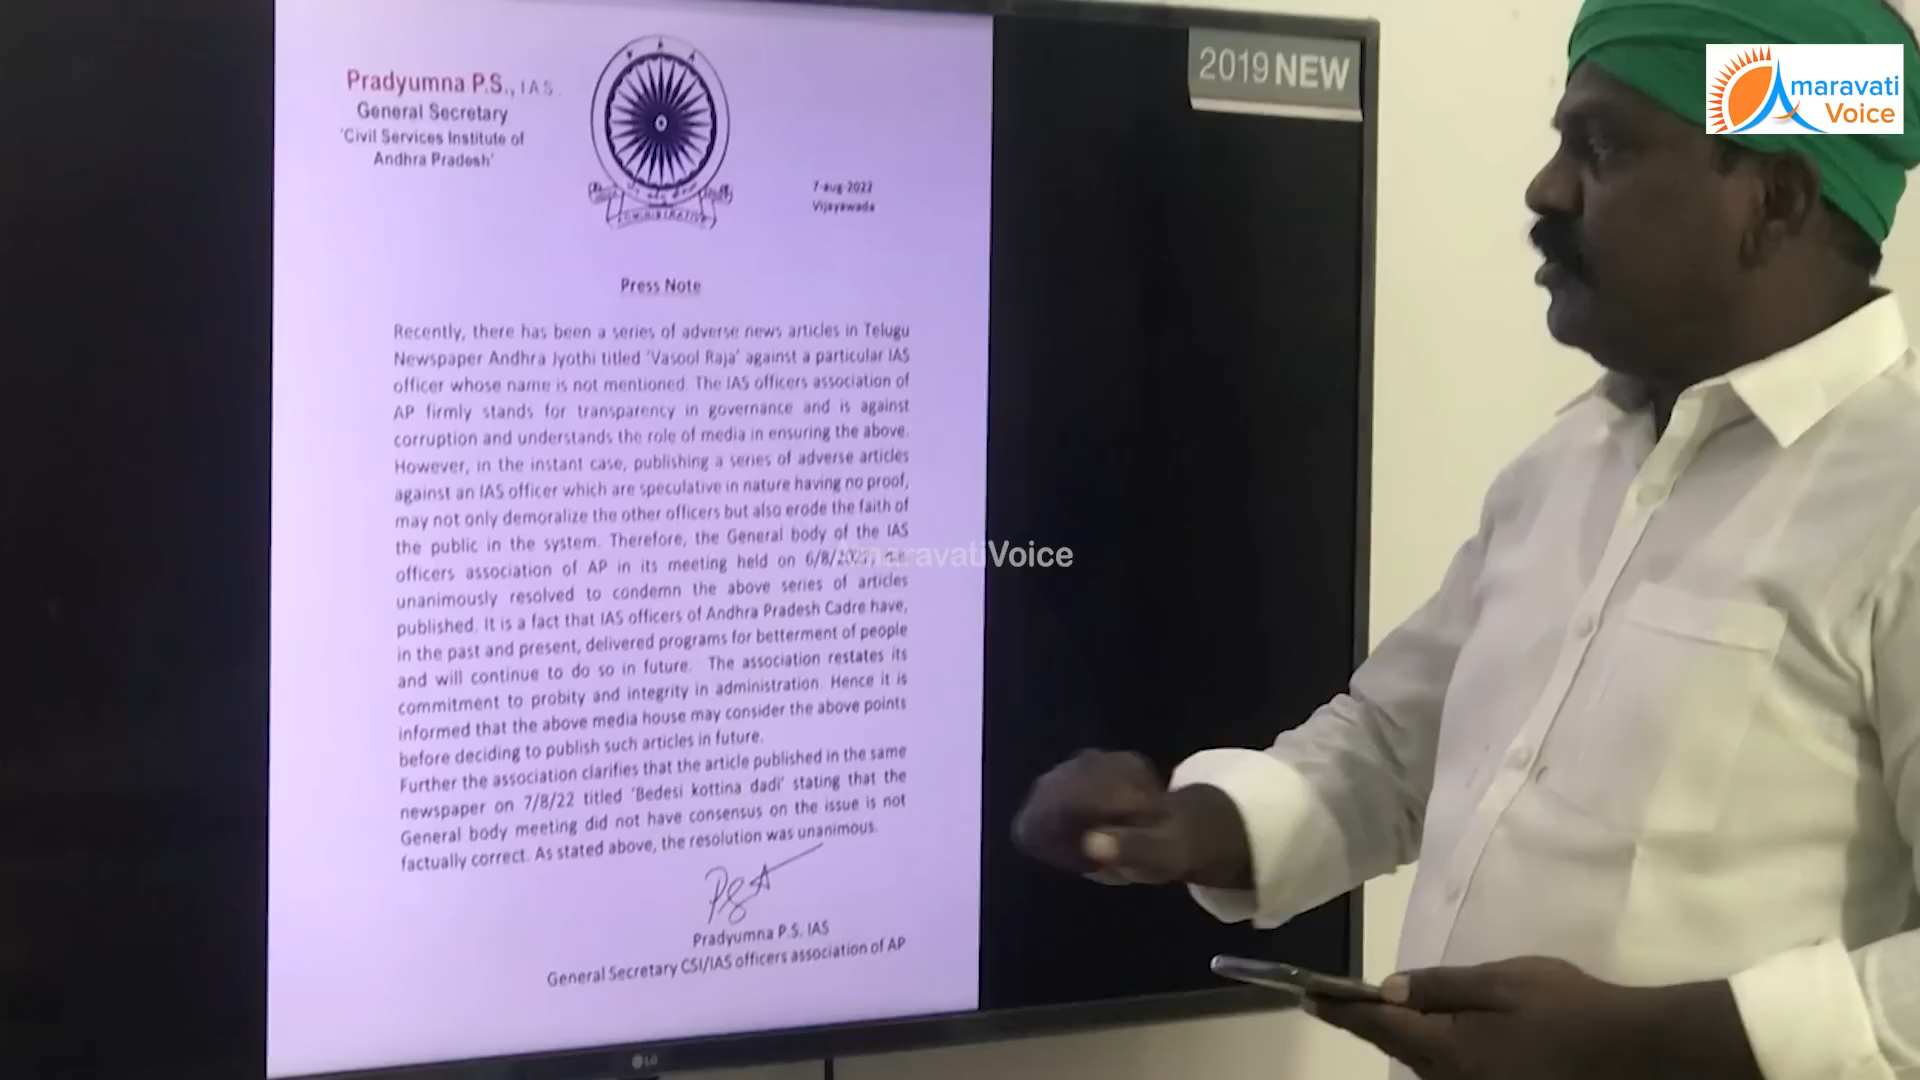 Pradyumna P.S., IAS.
General Secretary
'Civil Services Institute of
Andhra Pradesh'
7-aug-2022
Vijayawada
Press Note
Recently, there has been a series of adverse news articles in Telugu
Newspaper Andhra Jyothi titled 'Vasool Raja' against a particular IAS
officer whose name is not mentioned. The IAS officers association of
AP firmly stands for transparency in governance and is against
corruption and understands the role of media in ensuring the above.
However, in the instant case, publishing a series of adverse articles
against an IAS officer which are speculative in nature having no proof,
may not only demoralize the other officers but also erode the faith of
the public in the system. Therefore, the General body of the IAS
officers association of AP in its meeting held on 6/8/
unanimously resolved to condemn the above series of articles
published. It is a fact that IAS officers of Andhra Pradesh Cadre have,
in the past and present, delivered programs for betterment of people
and will continue to do so in future. The association restates its
commitment to probity and integrity in administration. Hence it is
informed that the above media house may consider the above points
before deciding to publish such articles in future.
Further the association clarifies that the article published in the same
newspaper on 7/8/22 titled 'Bedesi kottina dadi' stating that the
General body meeting did not have consensus on the issue is not
factually correct. As stated above, the resolution was unanimous.
Pradyumna P.S. IAS
General Secretary CSI/IAS officers association of AP
LG
2019 NEW
Amaravati
Voice
AmaravatiVoice